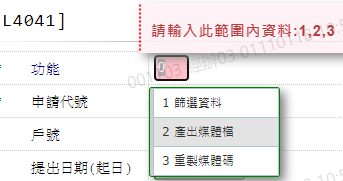 L4041]
請輸入此範圍內資料:1,2,3
功能
0
申請代號
1 篩選資料
戶號
2 產出媒體檔
3 重製媒體碼
提出日期(起日)